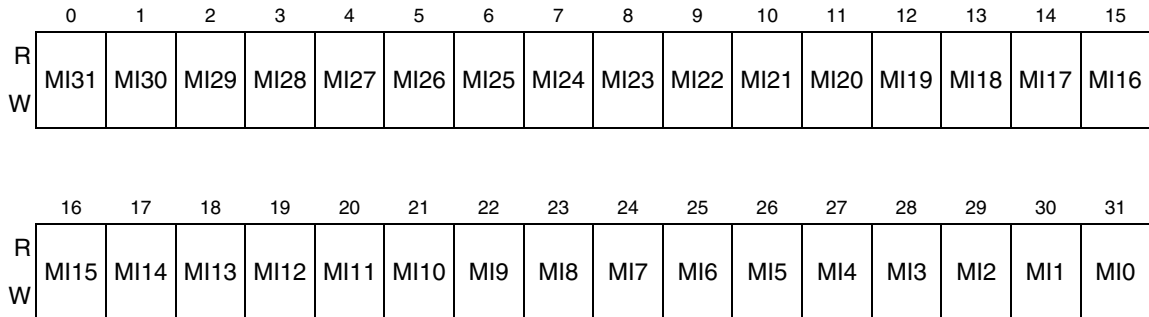 0 1 2 3 4 5 6 7 8 9 10 11 12 13 14 15
R
MI31 MI30 MI29 MI28 MI27 MI26 MI25 MI24 MI23 MI22 MI21 MI20 MI19 MI18 MI17 MI16
W
16 17 18 19 20 21 22 23 24 25 26 27 28 29 30 31
R
MI15 MI14 MI13 MI12 MI11 MI10 MI9 MI8 MI7 MI6 MI5 MI4 MI3 MI2 MI1 MI0
W